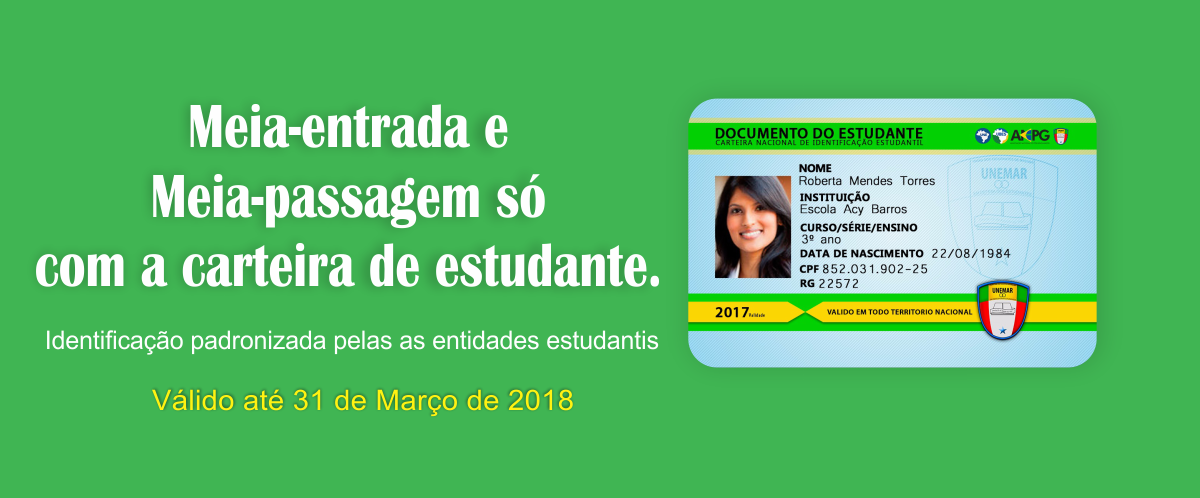 Meia-entrada e
Meia-passagem só
com a carteira de estudante.
Identificação padronizada pelas as entidades estudantis
Válido até 31 de Março de 2018
DOCUMENTO DO ESTUDANTE
CARTEIRA NACIONAL DE IDENTIFICAÇÃO ESTUDANTIL
NOME
Roberta Mendes Torres
INSTITUIÇÃO
Escola Acy Barros
CURSO/SÉRIE/ENSINO
3º ano
DATA DE NASCIMENTO 22/08/1984
CPF 852.031.902-25
RG 22572
UNEMAR
2017 Validade
VALIDO EM TODO TERRITORIO NACIONAL
UNEMAR